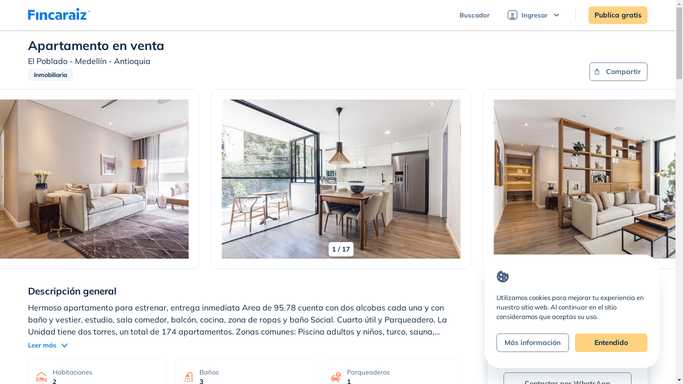 Fincaraiz
Buscador
Ingresar
Publica gratis
Apartamento en venta
El Poblado - Medellín - Antioquia
Inmobiliaria
Compartir
1 / 17
Descripción general
Hermoso apartamento para estrenar, entrega inmediata Area de 95.78 cuenta con dos alcobas cada una y con
baño y vestier, estudio, sala comedor, balcón, cocina, zona de ropas y baño Social. Cuarto útil y Parqueadero. La
Unidad tiene dos torres, un total de 174 apartamentos. Zonas comunes: Piscina adultos y niños, turco, sauna,...
Leer más
Habitaciones
2
Baños
3
Parqueaderos
1
Utilizamos cookies para mejorar tu experiencia en
nuestro sitio web. Al continuar en el sitio
consideramos que aceptas su uso.
Más información
Entendido
Contactar por WhatsApp